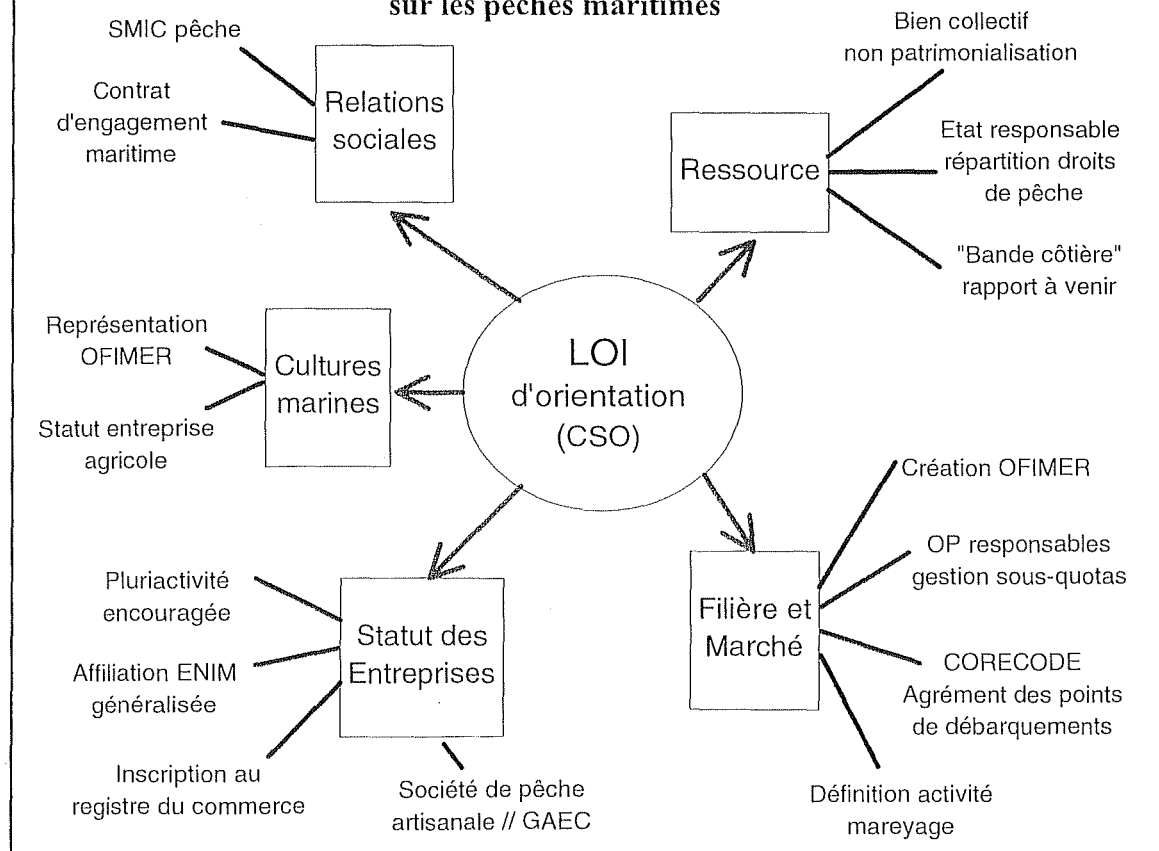 sur les pêches maritimes
SMIC pêche
Contrat
d'engagement
maritime
Relations
sociales
Bien collectif
non patrimonialisation
Ressource
Etat responsable
répartition droits
de pêche
"Bande côtière"
rapport à venir
Représentation
OFIMER
Statut entreprise
agricole
Cultures
marines
LOI
d'orientation
(CSO)
Pluriactivité
encouragée
Affiliation ENIM
généralisée
Inscription au
registre du commerce
Statut des
Entreprises
Société de pêche
artisanale // GAEC
Filière et
Marché
Création OFIMER
OP responsables
gestion sous-quotas
CORECODE
Agrément des points
de débarquements
Définition activité
mareyage